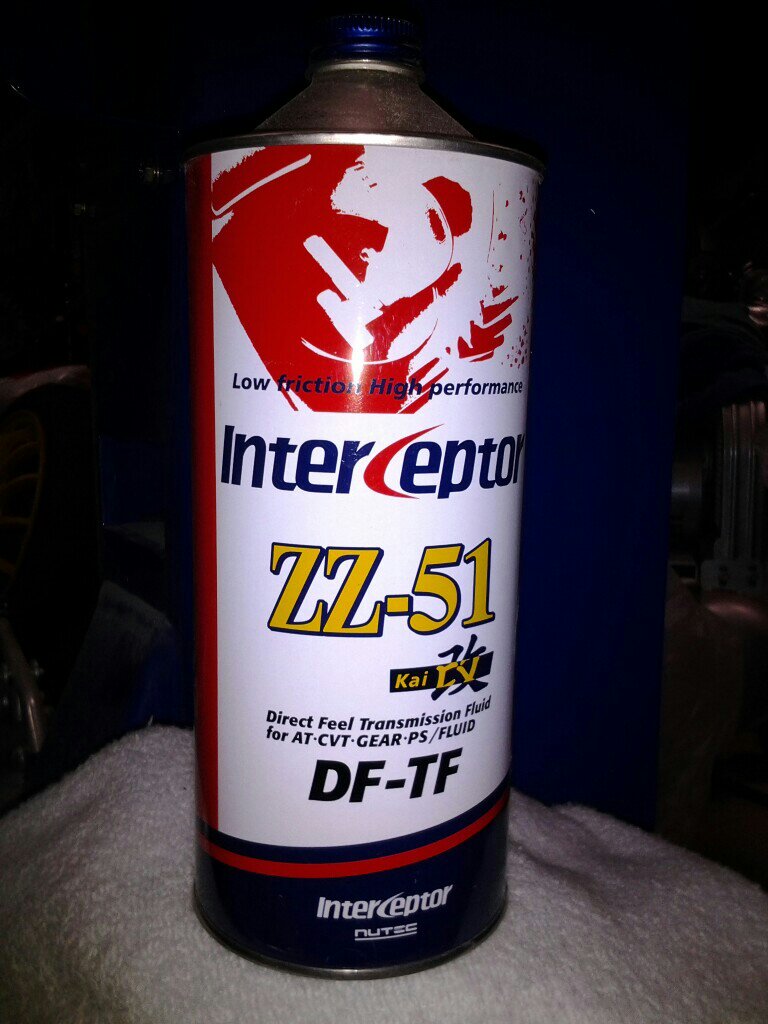 Low friction High performance
Interceptor
ZZ-51
Kai 改 rv
Direct Feel Transmission Fluid
for AT·CVT·GEAR·PS/FLUID
DF-TF
Interceptor
NUTEC